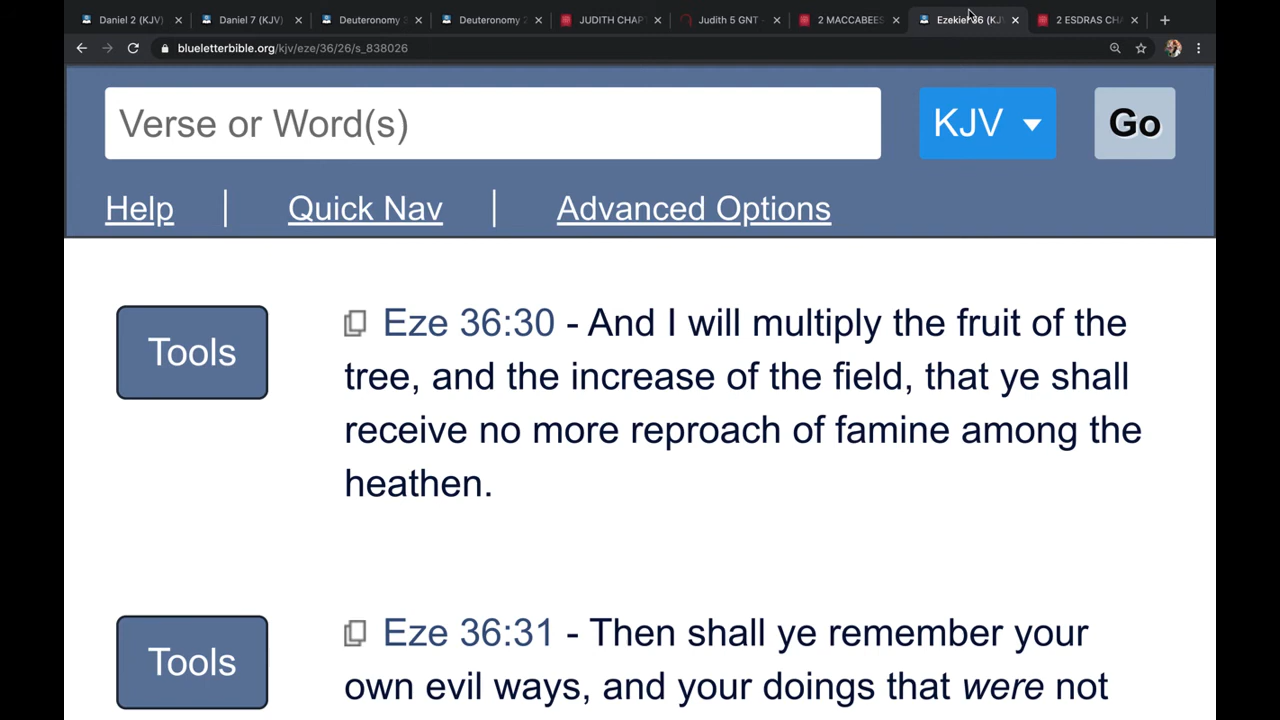 Daniel 2 (KJV)
Daniel 7 (KJV)
Deuteronomy
Deuteronomy 2
JUDITH CHAP
Judith 5 GNT
2 MACCABEES
Ezekiel 36 (KJ
2 ESDRAS CHA
blueletterbible.org/kjv/eze/36/26/s_838026
Verse or Word(s)
KJV
Go
Help | Quick Nav | Advanced Options
Tools
Eze 36:30 - And I will multiply the fruit of the
tree, and the increase of the field, that ye shall
receive no more reproach of famine among the
heathen.
Tools
Eze 36:31 - Then shall ye remember your
own evil ways, and your doings that were not